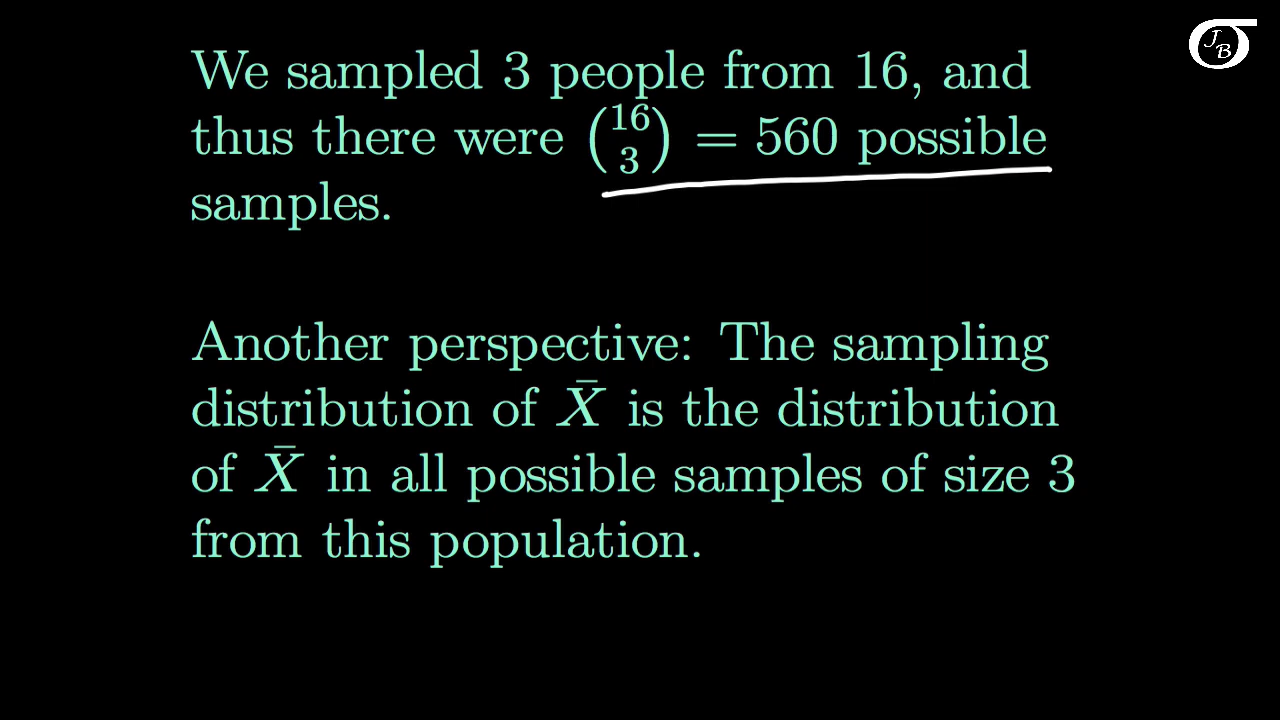 We sampled 3 people from 16, and
thus there were (16 3) = 560 possible
samples.
Another perspective: The sampling
distribution of X̄ is the distribution
of X̄ in all possible samples of size 3
from this population.
JB